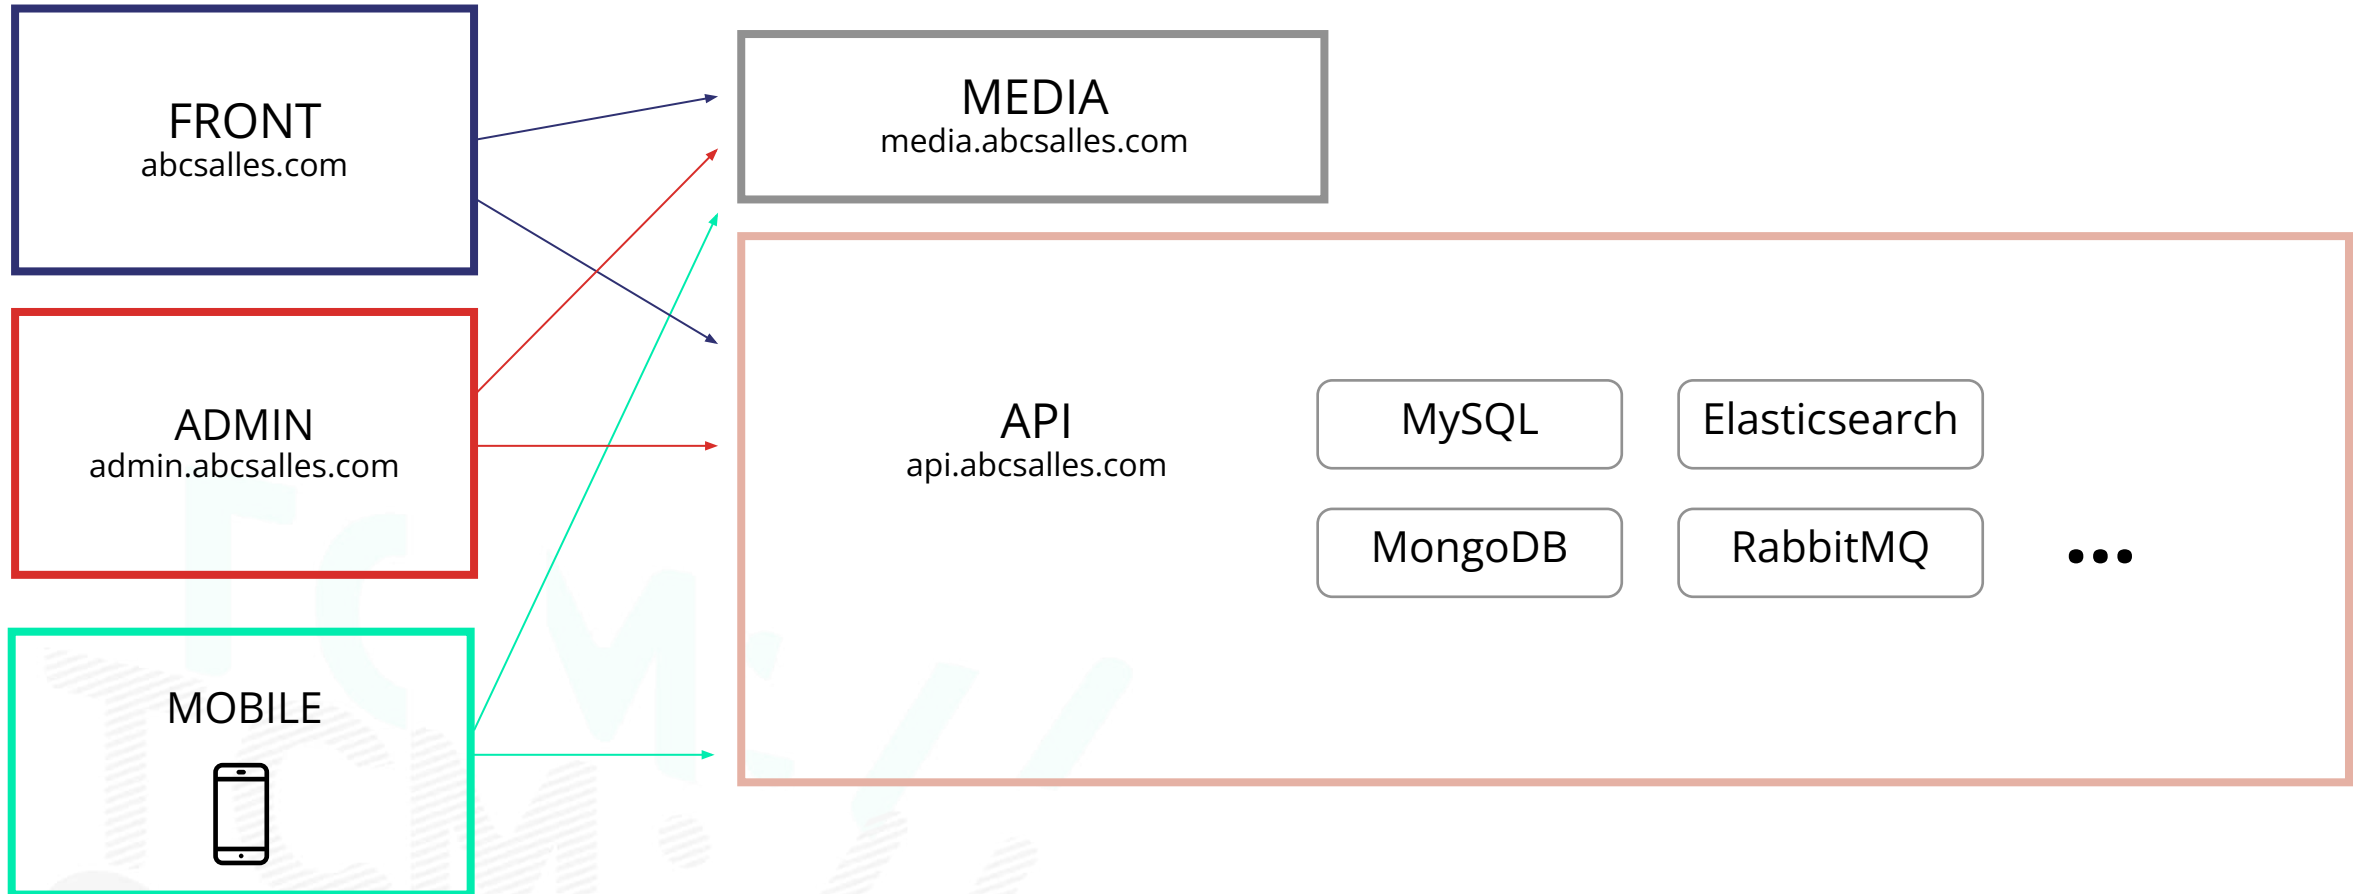 FRONT
abcsalles.com
MEDIA
media.abcsalles.com
ADMIN
admin.abcsalles.com
API
api.abcsalles.com
MySQL
Elasticsearch
MongoDB
RabbitMQ
...
MOBILE